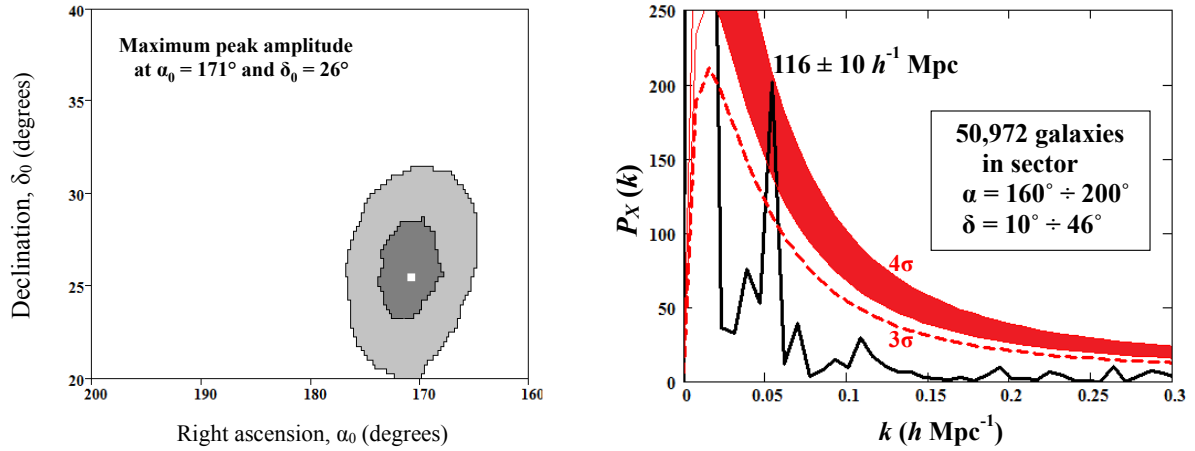 Maximum peak amplitude
at α₀ = 171° and δ₀ = 26°
Declination, δ₀ (degrees)
40
35
30
25
20
200
190
180
170
160
Right ascension, α₀ (degrees)
116 ± 10 h⁻¹ Mpc
50,972 galaxies
in sector
α = 160˚ ÷ 200˚
δ = 10˚ ÷ 46˚
4σ
3σ
P_X (k)
250
200
150
100
50
0
0
0.05
0.1
0.15
0.2
0.25
0.3
k (h Mpc⁻¹)